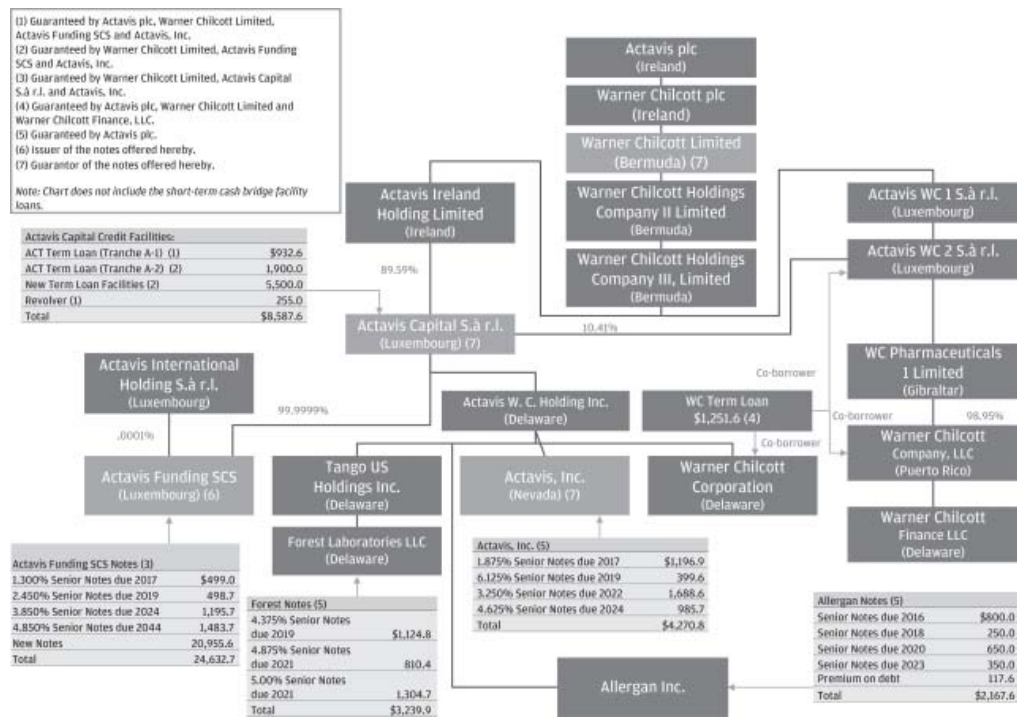 (1) Guaranteed by Actavis plc, Warner Chilcott Limited,
Actavis Funding SCS and Actavis, Inc.
(2) Guaranteed by Warner Chilcott Limited, Actavis Funding
SCS and Actavis, Inc.
(3) Guaranteed by Warner Chilcott Limited, Actavis Capital
S.à r.l. and Actavis, Inc.
(4) Guaranteed by Actavis plc, Warner Chilcott Limited and
Warner Chilcott Finance, LLC.
(5) Guaranteed by Actavis plc.
(6) Issuer of the notes offered hereby.
(7) Guarantor of the notes offered hereby.
Note: Chart does not include the short-term cash bridge facility
loans.
Actavis plc
(Ireland)
Warner Chilcott plc
(Ireland)
Warner Chilcott Limited
(Bermuda) (7)
Warner Chilcott Holdings
Company II Limited
(Bermuda)
Warner Chilcott Holdings
Company III, Limited
(Bermuda)
Actavis Ireland
Holding Limited
(Ireland)
Actavis WC 1 S.à r.l.
(Luxembourg)
Actavis WC 2 S.à r.l.
(Luxembourg)
Actavis Capital Credit Facilities:
ACT Term Loan (Tranche A-1) (1) $932.6
ACT Term Loan (Tranche A-2) (2) 1,900.0
New Term Loan Facilities (2) 5,500.0
Revolver (1) 255.0
Total $8,587.6
89.59%
Actavis Capital S.à r.l.
(Luxembourg) (7)
10.41%
Actavis International
Holding S.à r.l.
(Luxembourg)
.0001%
99.9999%
Actavis W. C. Holding Inc.
(Delaware)
WC Term Loan
$1,251.6 (4)
Co-borrower
Co-borrower
Co-borrower
WC Pharmaceuticals
1 Limited
(Gibraltar)
98.95%
Actavis Funding SCS
(Luxembourg) (6)
Tango US
Holdings Inc.
(Delaware)
Actavis, Inc.
(Nevada) (7)
Warner Chilcott
Corporation
(Delaware)
Warner Chilcott
Company, LLC
(Puerto Rico)
Forest Laboratories LLC
(Delaware)
Warner Chilcott
Finance LLC
(Delaware)
Actavis Funding SCS Notes (3)
1.300% Senior Notes due 2017 $499.0
2.450% Senior Notes due 2019 498.7
3.850% Senior Notes due 2024 1,195.7
4.850% Senior Notes due 2044 1,483.7
New Notes 20,955.6
Total 24,632.7
Forest Notes (5)
4.375% Senior Notes
due 2019 $1,124.8
4.875% Senior Notes
due 2021 810.4
5.00% Senior Notes
due 2021 1,304.7
Total $3,239.9
Actavis, Inc. (5)
1.875% Senior Notes due 2017 $1,196.9
6.125% Senior Notes due 2019 399.6
3.250% Senior Notes due 2022 1,688.6
4.625% Senior Notes due 2024 985.7
Total $4,270.8
Allergan Inc.
Allergan Notes (5)
Senior Notes due 2016 $800.0
Senior Notes due 2018 250.0
Senior Notes due 2020 650.0
Senior Notes due 2023 350.0
Premium on debt 117.6
Total $2,167.6